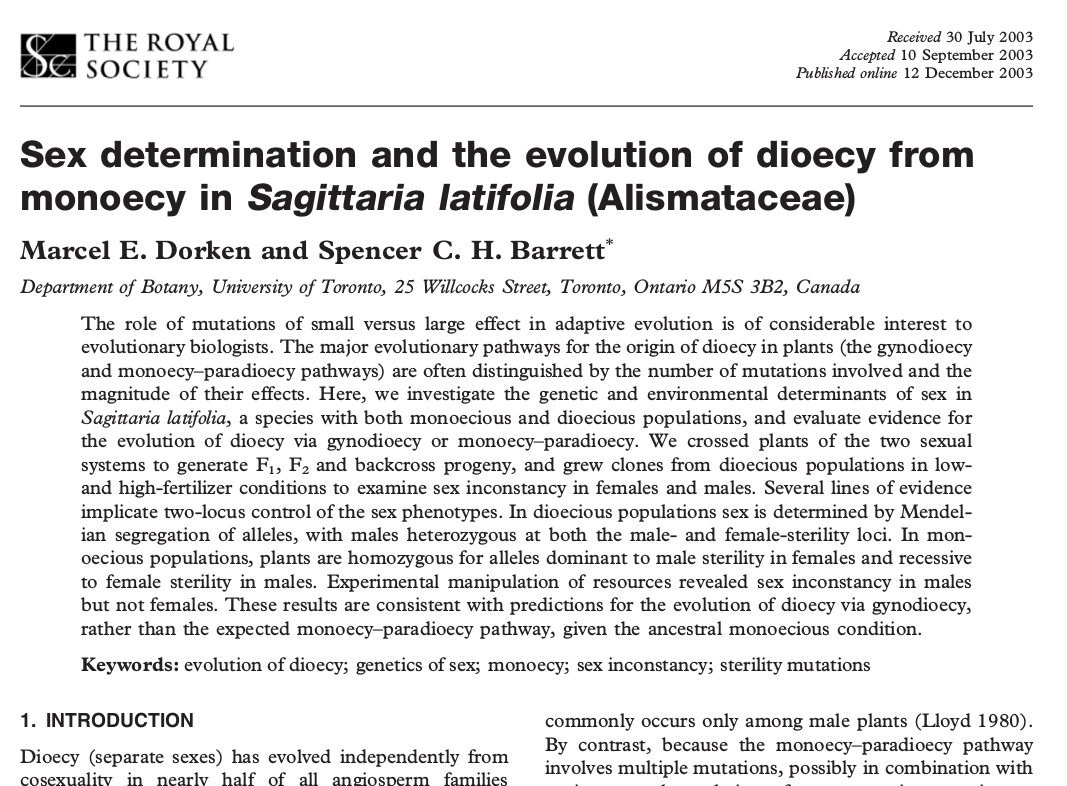 THE ROYAL
SOCIETY
Received 30 July 2003
Accepted 10 September 2003
Published online 12 December 2003
Sex determination and the evolution of dioecy from
monoecy in Sagittaria latifolia (Alismataceae)
Marcel E. Dorken and Spencer C. H. Barrett*
Department of Botany, University of Toronto, 25 Willcocks Street, Toronto, Ontario M5S 3B2, Canada
The role of mutations of small versus large effect in adaptive evolution is of considerable interest to
evolutionary biologists. The major evolutionary pathways for the origin of dioecy in plants (the gynodioecy
and monoecy–paradioecy pathways) are often distinguished by the number of mutations involved and the
magnitude of their effects. Here, we investigate the genetic and environmental determinants of sex in
Sagittaria latifolia, a species with both monoecious and dioecious populations, and evaluate evidence for
the evolution of dioecy via gynodioecy or monoecy–paradioecy. We crossed plants of the two sexual
systems to generate F₁, F₂ and backcross progeny, and grew clones from dioecious populations in low-
and high-fertilizer conditions to examine sex inconstancy in females and males. Several lines of evidence
implicate two-locus control of the sex phenotypes. In dioecious populations sex is determined by Mendel-
ian segregation of alleles, with males heterozygous at both the male- and female-sterility loci. In mon-
oecious populations, plants are homozygous for alleles dominant to male sterility in females and recessive
to female sterility in males. Experimental manipulation of resources revealed sex inconstancy in males
but not females. These results are consistent with predictions for the evolution of dioecy via gynodioecy,
rather than the expected monoecy–paradioecy pathway, given the ancestral monoecious condition.
Keywords: evolution of dioecy; genetics of sex; monoecy; sex inconstancy; sterility mutations
1. INTRODUCTION
Dioecy (separate sexes) has evolved independently from
cosexuality in nearly half of all angiosperm families
commonly occurs only among male plants (Lloyd 1980).
By contrast, because the monoecy–paradioecy pathway
involves multiple mutations, possibly in combination with